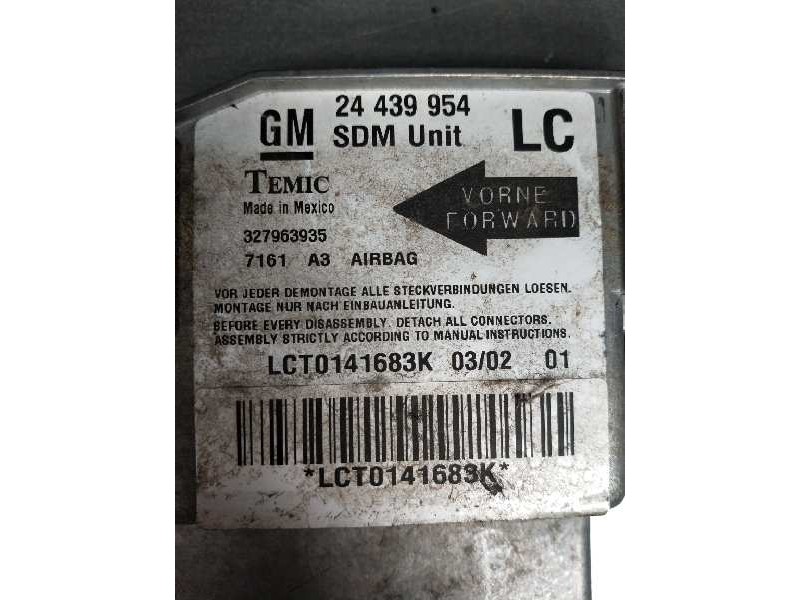 24 439 954
GM SDM Unit LC
TEMIC
Made in Mexico
VORNE
FORWARD
327963935
7161 A3 AIRBAG
VOR JEDER DEMONTAGE ALLE STECKVERBINDUNGEN LOESEN.
MONTAGE NUR NACH EINBAUANLEITUNG.
BEFORE EVERY DISASSEMBLY. DETACH ALL CONNECTORS.
ASSEMBLY STRICTLY ACCORDING TO MANUAL INSTRUCTIONS.
LCT0141683K 03/02 01
*LCT0141683K*